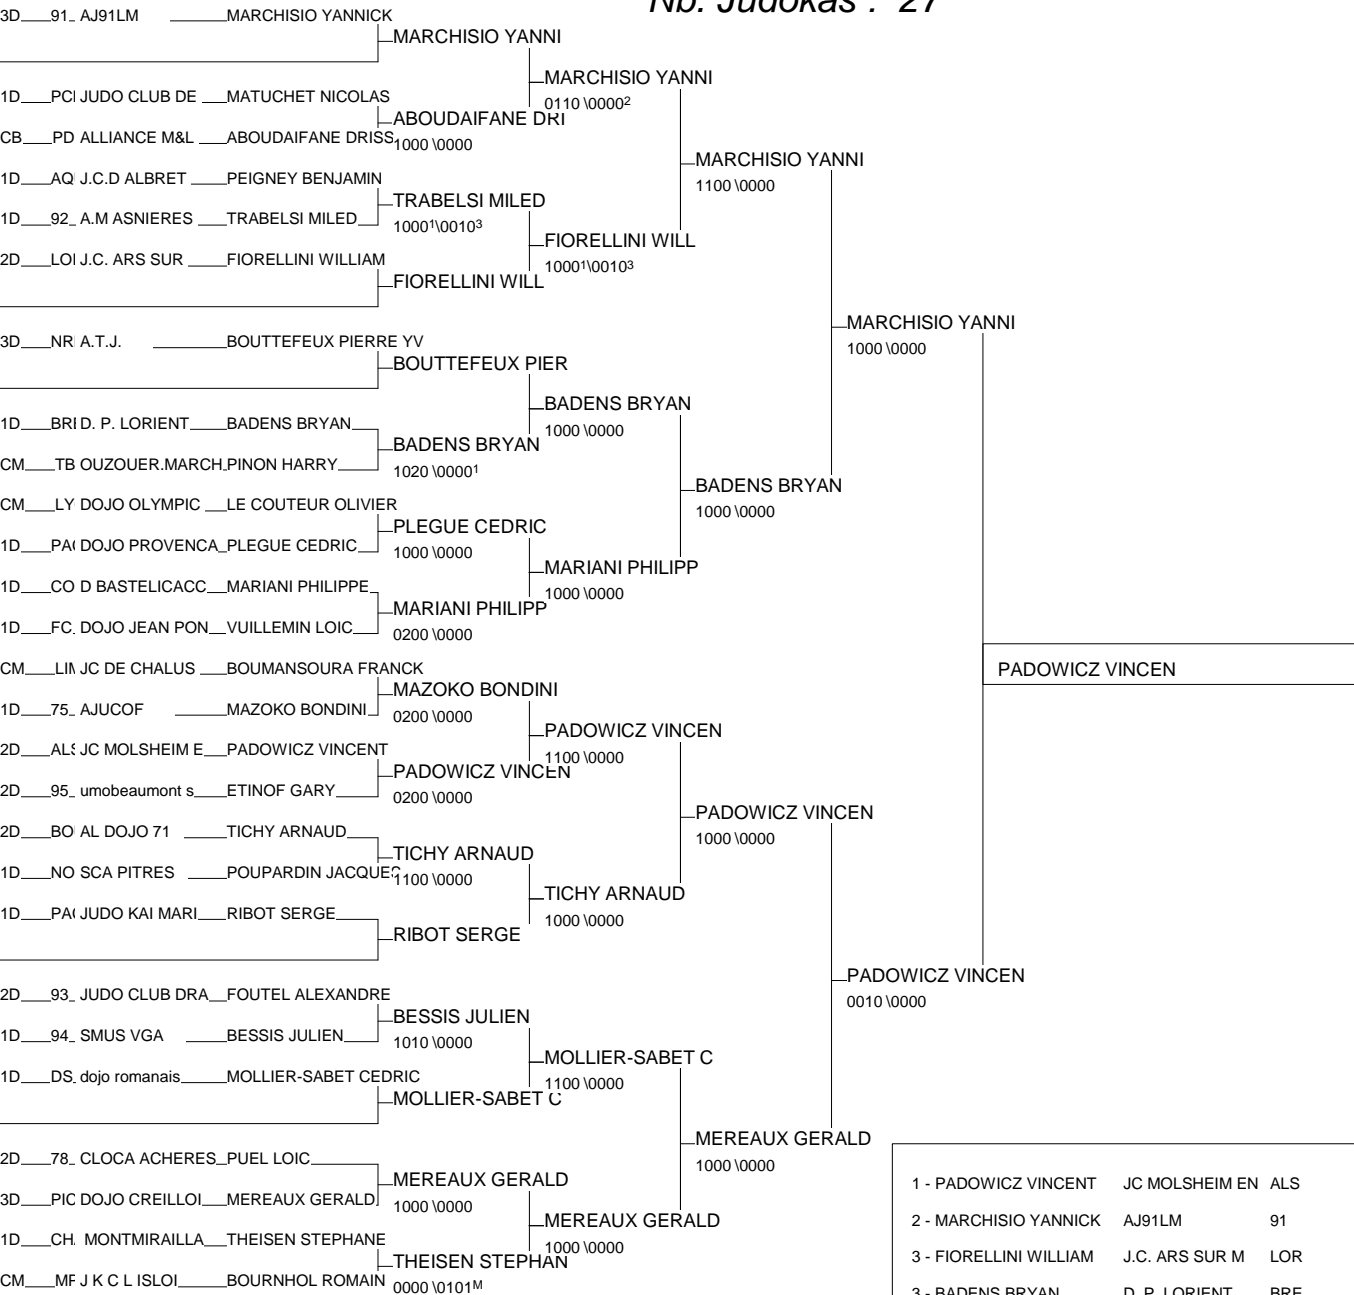 Nb. Judokas : 27
3D 91 AJ91LM MARCHISIO YANNICK
MARCHISIO YANNI
MARCHISIO YANNI
0110 \0000²
1D PC JUDO CLUB DE MATUCHET NICOLAS
ABOUDAIFANE DRI
1000 \0000
CB PD ALLIANCE M&L ABOUDAIFANE DRISS
MARCHISIO YANNI
1100 \0000
1D AQ J.C.D ALBRET PEIGNEY BENJAMIN
TRABELSI MILED
1000¹\0010³
1D 92 A.M ASNIERES TRABELSI MILED
FIORELLINI WILL
1000¹\0010³
2D LO J.C. ARS SUR FIORELLINI WILLIAM
FIORELLINI WILL
MARCHISIO YANNI
1000 \0000
3D NR A.T.J. BOUTTEFEUX PIERRE YV
BOUTTEFEUX PIER
BADENS BRYAN
1000 \0000
1D BR D. P. LORIENT BADENS BRYAN
BADENS BRYAN
1020 \0000¹
CM TB OUZOUER.MARCH PINON HARRY
BADENS BRYAN
1000 \0000
CM LY DOJO OLYMPIC LE COUTEUR OLIVIER
PLEGUE CEDRIC
1000 \0000
1D PA DOJO PROVENCA PLEGUE CEDRIC
MARIANI PHILIPP
1000 \0000
1D CO D BASTELICACC MARIANI PHILIPPE
MARIANI PHILIPP
0200 \0000
1D FC DOJO JEAN PON VUILLEMIN LOIC
PADOWICZ VINCEN
CM LI JC DE CHALUS BOUMANSOURA FRANCK
MAZOKO BONDINI
0200 \0000
1D 75 AJUCOF MAZOKO BONDINI
PADOWICZ VINCEN
1100 \0000
2D ALS JC MOLSHEIM E PADOWICZ VINCENT
PADOWICZ VINCEN
0200 \0000
2D 95 umobeaumont s ETINOF GARY
PADOWICZ VINCEN
1000 \0000
2D BO AL DOJO 71 TICHY ARNAUD
TICHY ARNAUD
1100 \0000
1D NO SCA PITRES POUPARDIN JACQUES
TICHY ARNAUD
1000 \0000
1D PA JUDO KAI MARI RIBOT SERGE
RIBOT SERGE
PADOWICZ VINCEN
0010 \0000
2D 93 JUDO CLUB DRA FOUTEL ALEXANDRE
BESSIS JULIEN
1010 \0000
1D 94 SMUS VGA BESSIS JULIEN
MOLLIER-SABET C
1100 \0000
1D DS dojo romanais MOLLIER-SABET CEDRIC
MOLLIER-SABET C
MEREAUX GERALD
1000 \0000
2D 78 CLOCA ACHERES PUEL LOIC
MEREAUX GERALD
1000 \0000
3D PIC DOJO CREILLOI MEREAUX GERALD
MEREAUX GERALD
1000 \0000
1D CH MONTMIRAILLA THEISEN STEPHANE
THEISEN STEPHAN
0000 \0101ᴹ
CM J K C L ISLOI BOURNHOL ROMAIN
1 - PADOWICZ VINCENT JC MOLSHEIM EN ALS
2 - MARCHISIO YANNICK AJ91LM 91
3 - FIORELLINI WILLIAM J.C. ARS SUR M LOR
3 - BADENS BRYAN D. P. LORIENT BRE